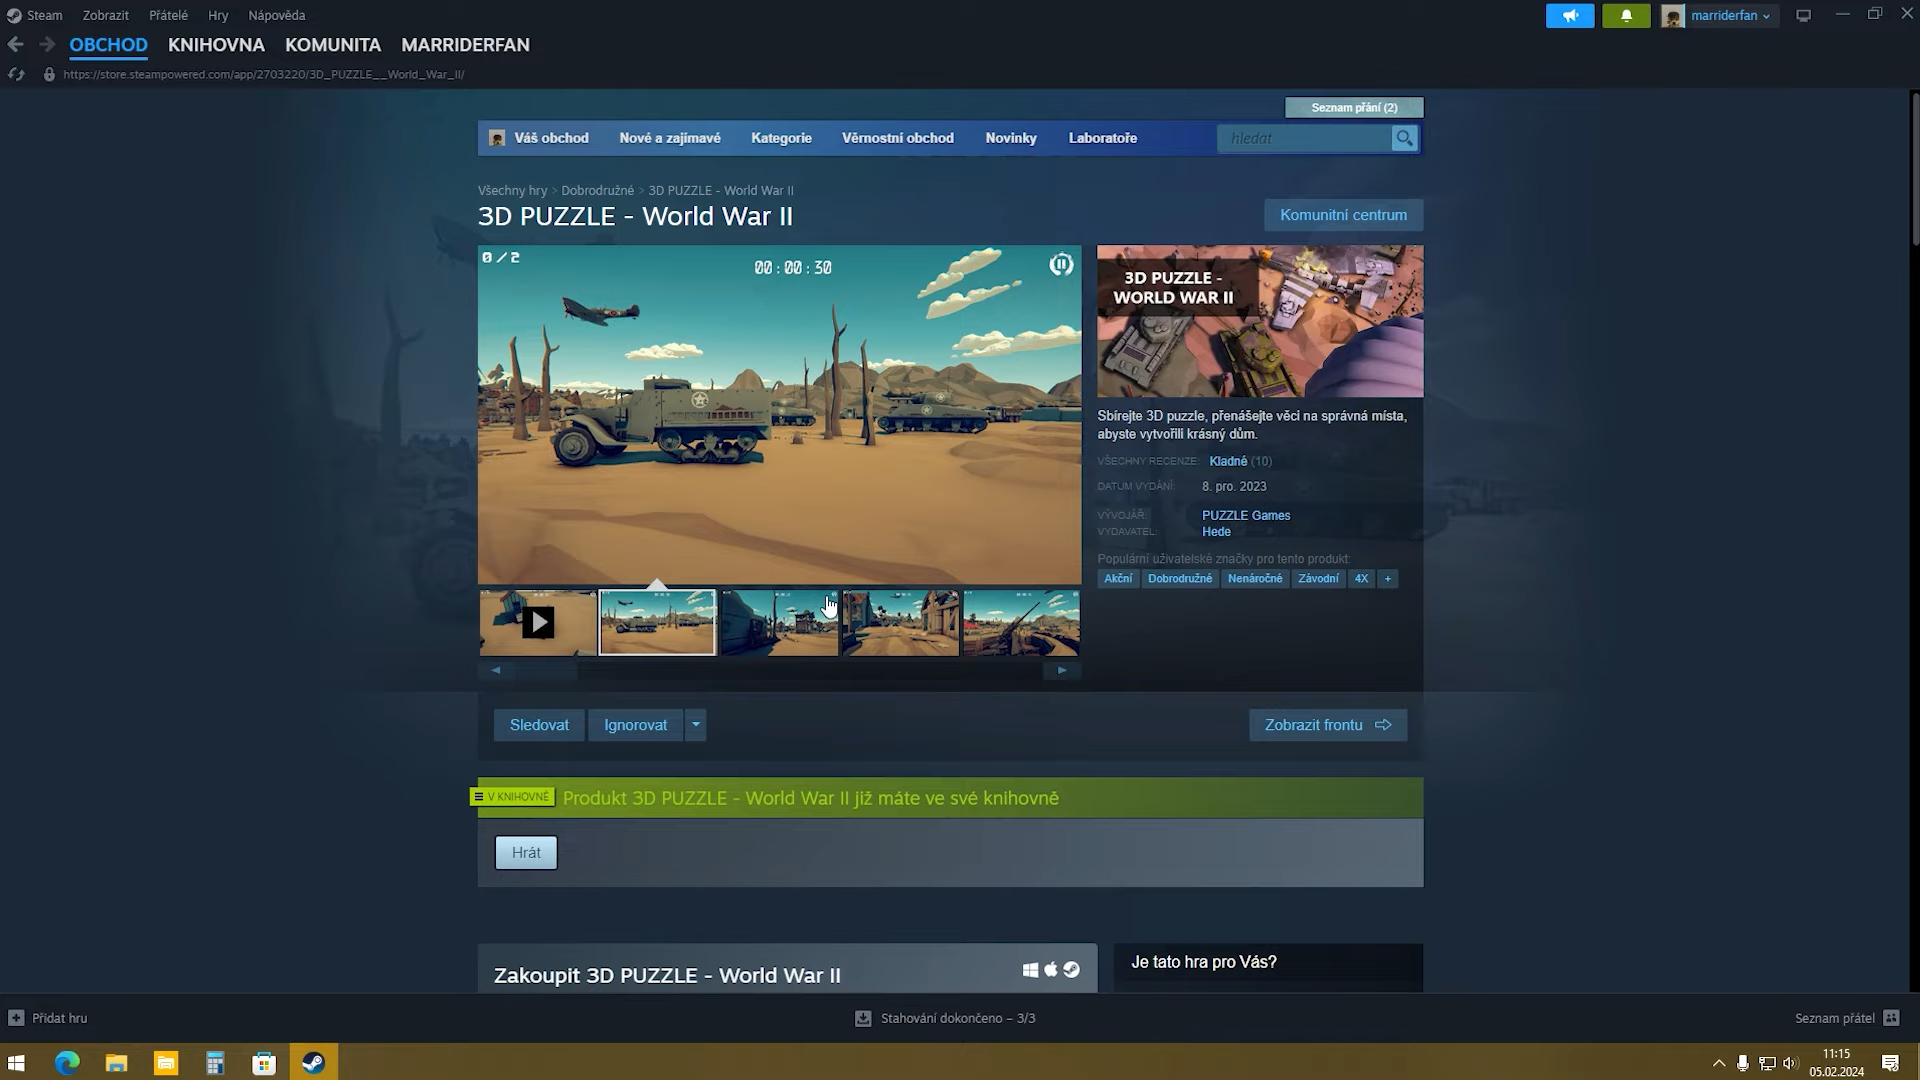 Steam
Zobrazit
Přátelé
Hry
Nápověda
marriderfan
OBCHOD
KNIHOVNA
KOMUNITA
MARRIDERFAN
https://store.steampowered.com/app/2703220/3D_PUZZLE__World_War_II/
Seznam přání (2)
Váš obchod
Nové a zajímavé
Kategorie
Věrnostní obchod
Novinky
Laboratoře
hledat
Všechny hry > Dobrodružné > 3D PUZZLE - World War II
3D PUZZLE - World War II
Komunitní centrum
0/2
00:00:30
3D PUZZLE -
WORLD WAR II
Sbírejte 3D puzzle, přenášejte věci na správná místa,
abyste vytvořili krásný dům.
VŠECHNY RECENZE: Kladné (10)
DATUM VYDÁNÍ: 8. pro. 2023
VÝVOJÁŘ: PUZZLE Games
VYDAVATEL: Hede
Populární uživatelské značky pro tento produkt:
Akční
Dobrodružné
Nenáročné
Závodní
4X
+
Sledovat
Ignorovat
Zobrazit frontu
V KNIHOVNĚ
Produkt 3D PUZZLE - World War II již máte ve své knihovně
Hrát
Zakoupit 3D PUZZLE - World War II
Je tato hra pro Vás?
Přidat hru
Stahování dokončeno – 3/3
Seznam přátel
11:15
05.02.2024